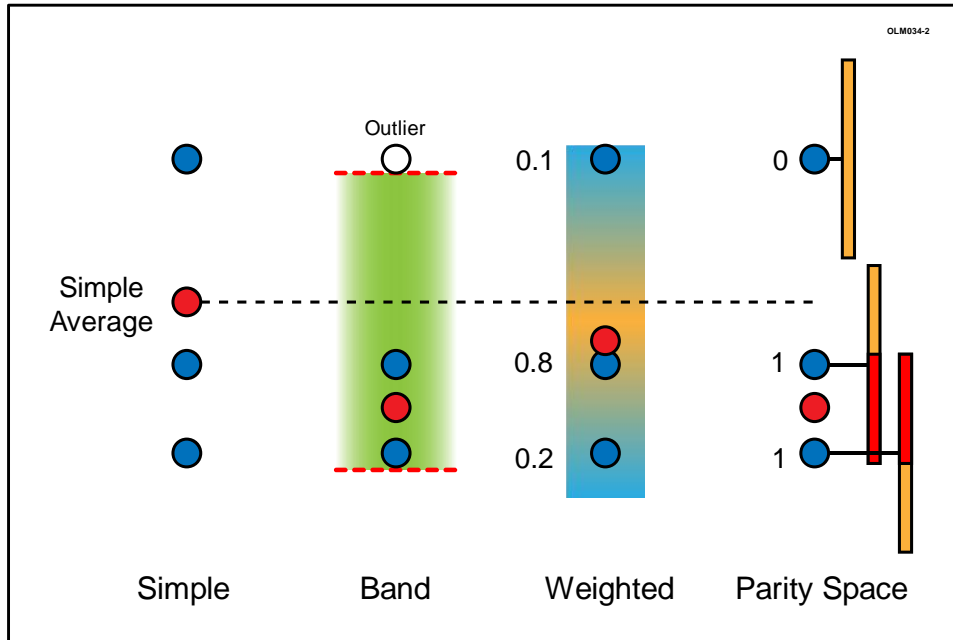 OLM034-2
Outlier
0.1
0
Simple
Average
0.8
1
0.2
1
Simple
Band
Weighted
Parity Space